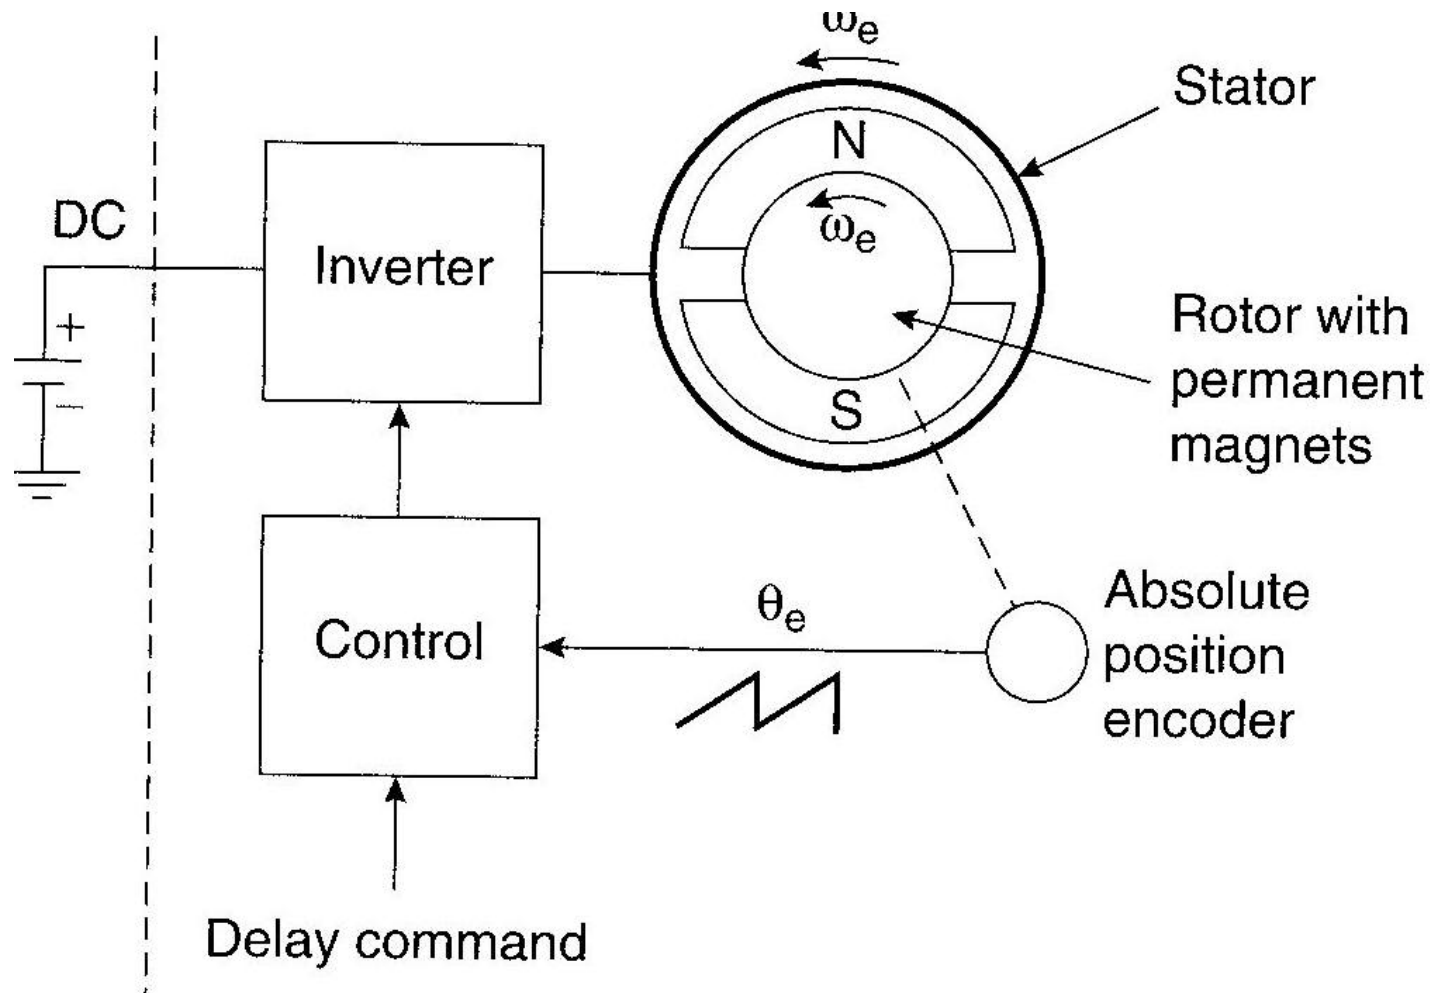 ωe
Stator
N
DC
ωe
Inverter
+
−
Rotor with
permanent
magnets
S
Absolute
position
encoder
θe
Control
Delay command